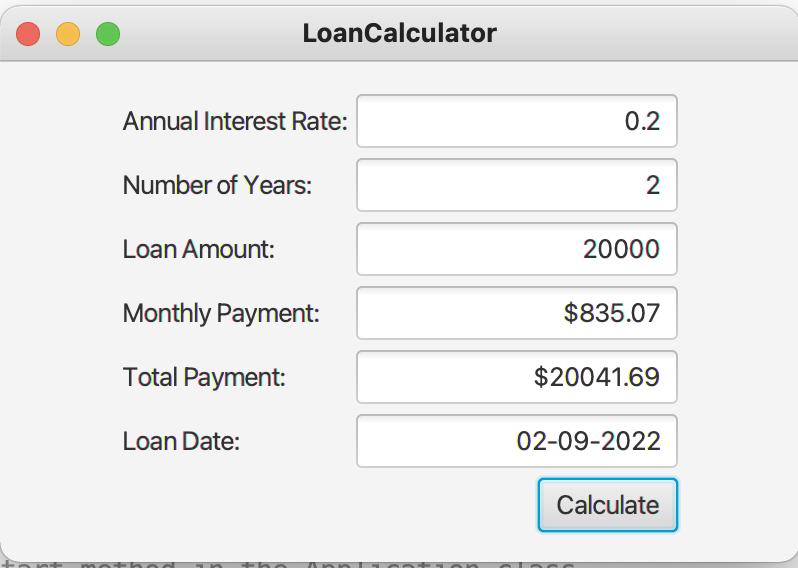 LoanCalculator
Annual Interest Rate: 0.2
Number of Years: 2
Loan Amount: 20000
Monthly Payment: $835.07
Total Payment: $20041.69
Loan Date: 02-09-2022
Calculate
tart method in the Application class